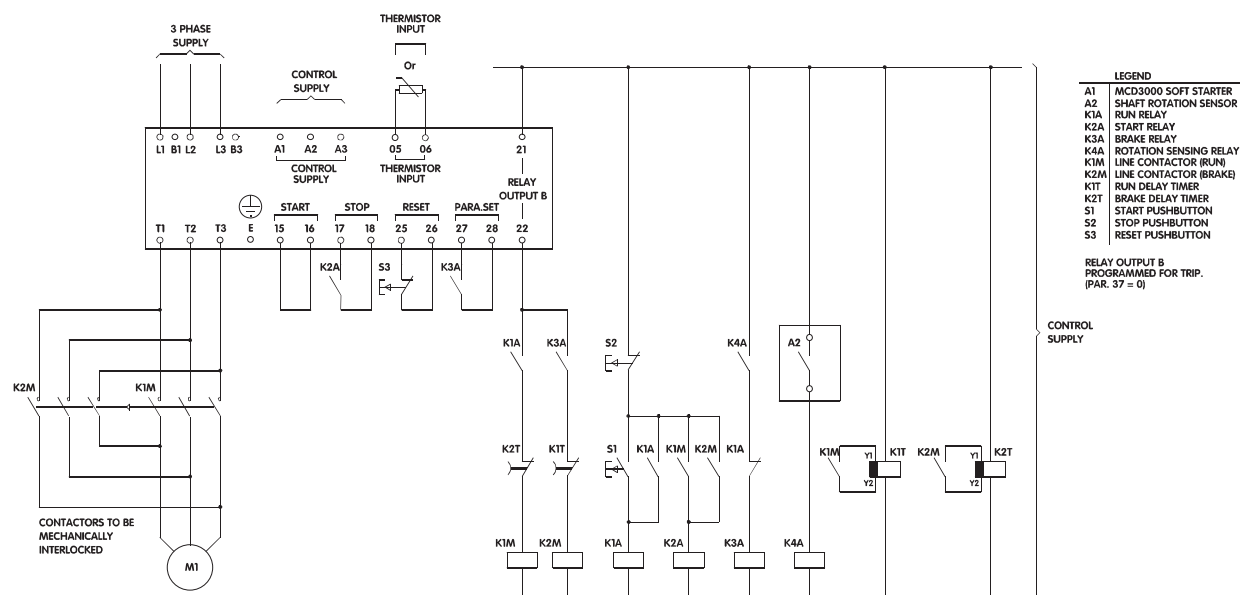 3 PHASE
SUPPLY
THERMISTOR
INPUT
Or
CONTROL
SUPPLY
L1 B1 L2 L3 B3 A1 A2 A3 05 06 21
CONTROL
SUPPLY
THERMISTOR
INPUT
RELAY
OUTPUT B
START STOP RESET PARA.SET
T1 T2 T3 E 15 16 17 18 25 26 27 28 22
K2A S3 K3A
LEGEND
A1 MCD3000 SOFT STARTER
A2 SHAFT ROTATION SENSOR
K1A RUN RELAY
K2A START RELAY
K3A BRAKE RELAY
K4A ROTATION SENSING RELAY
K1M LINE CONTACTOR (RUN)
K2M LINE CONTACTOR (BRAKE)
K1T RUN DELAY TIMER
K2T BRAKE DELAY TIMER
S1 START PUSHBUTTON
S2 STOP PUSHBUTTON
S3 RESET PUSHBUTTON
RELAY OUTPUT B
PROGRAMMED FOR TRIP.
(PAR. 37 = 0)
CONTROL
SUPPLY
K1A K3A S2 K4A A2
K2M K1M
K2T K1T S1 K1A K1M K2M K1A K1M Y1 K1T K2M Y1 K2T
Y2 Y2
CONTACTORS TO BE
MECHANICALLY
INTERLOCKED
K1M K2M K1A K2A K3A K4A
M1